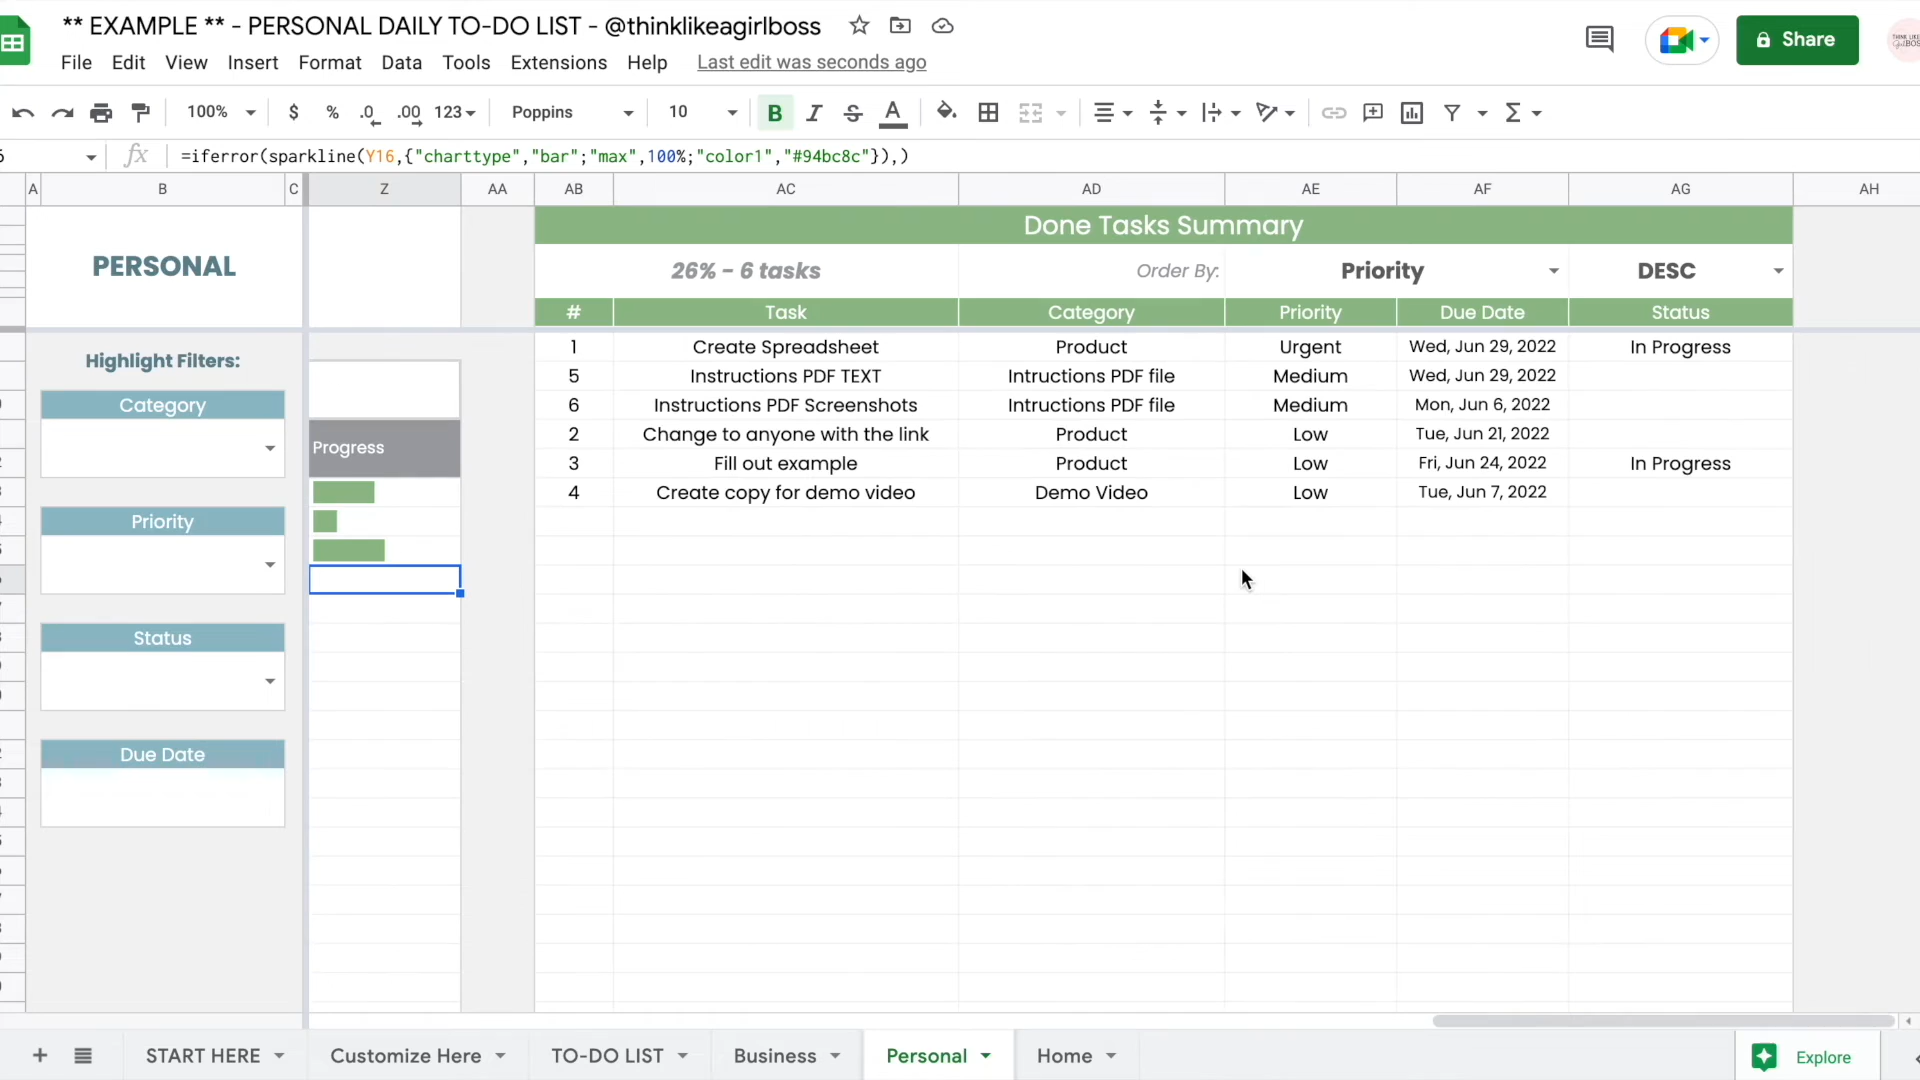 ** EXAMPLE ** - PERSONAL DAILY TO-DO LIST - @thinklikeagirlboss
Share
File Edit View Insert Format Data Tools Extensions Help Last edit was seconds ago
100% $ % .0 .00 123 Poppins 10 B I S A
fx =iferror(sparkline(Y16,{"charttype","bar";"max",100%;"color1","#94bc8c"}),)
A B C Z AA AB AC AD AE AF AG AH
PERSONAL
Done Tasks Summary
26% - 6 tasks Order By: Priority DESC
# Task Category Priority Due Date Status
1 Create Spreadsheet Product Urgent Wed, Jun 29, 2022 In Progress
5 Instructions PDF TEXT Intructions PDF file Medium Wed, Jun 29, 2022
6 Instructions PDF Screenshots Intructions PDF file Medium Mon, Jun 6, 2022
2 Change to anyone with the link Product Low Tue, Jun 21, 2022
3 Fill out example Product Low Fri, Jun 24, 2022 In Progress
4 Create copy for demo video Demo Video Low Tue, Jun 7, 2022
Highlight Filters:
Category
Priority
Status
Due Date
Progress
START HERE Customize Here TO-DO LIST Business Personal Home Explore